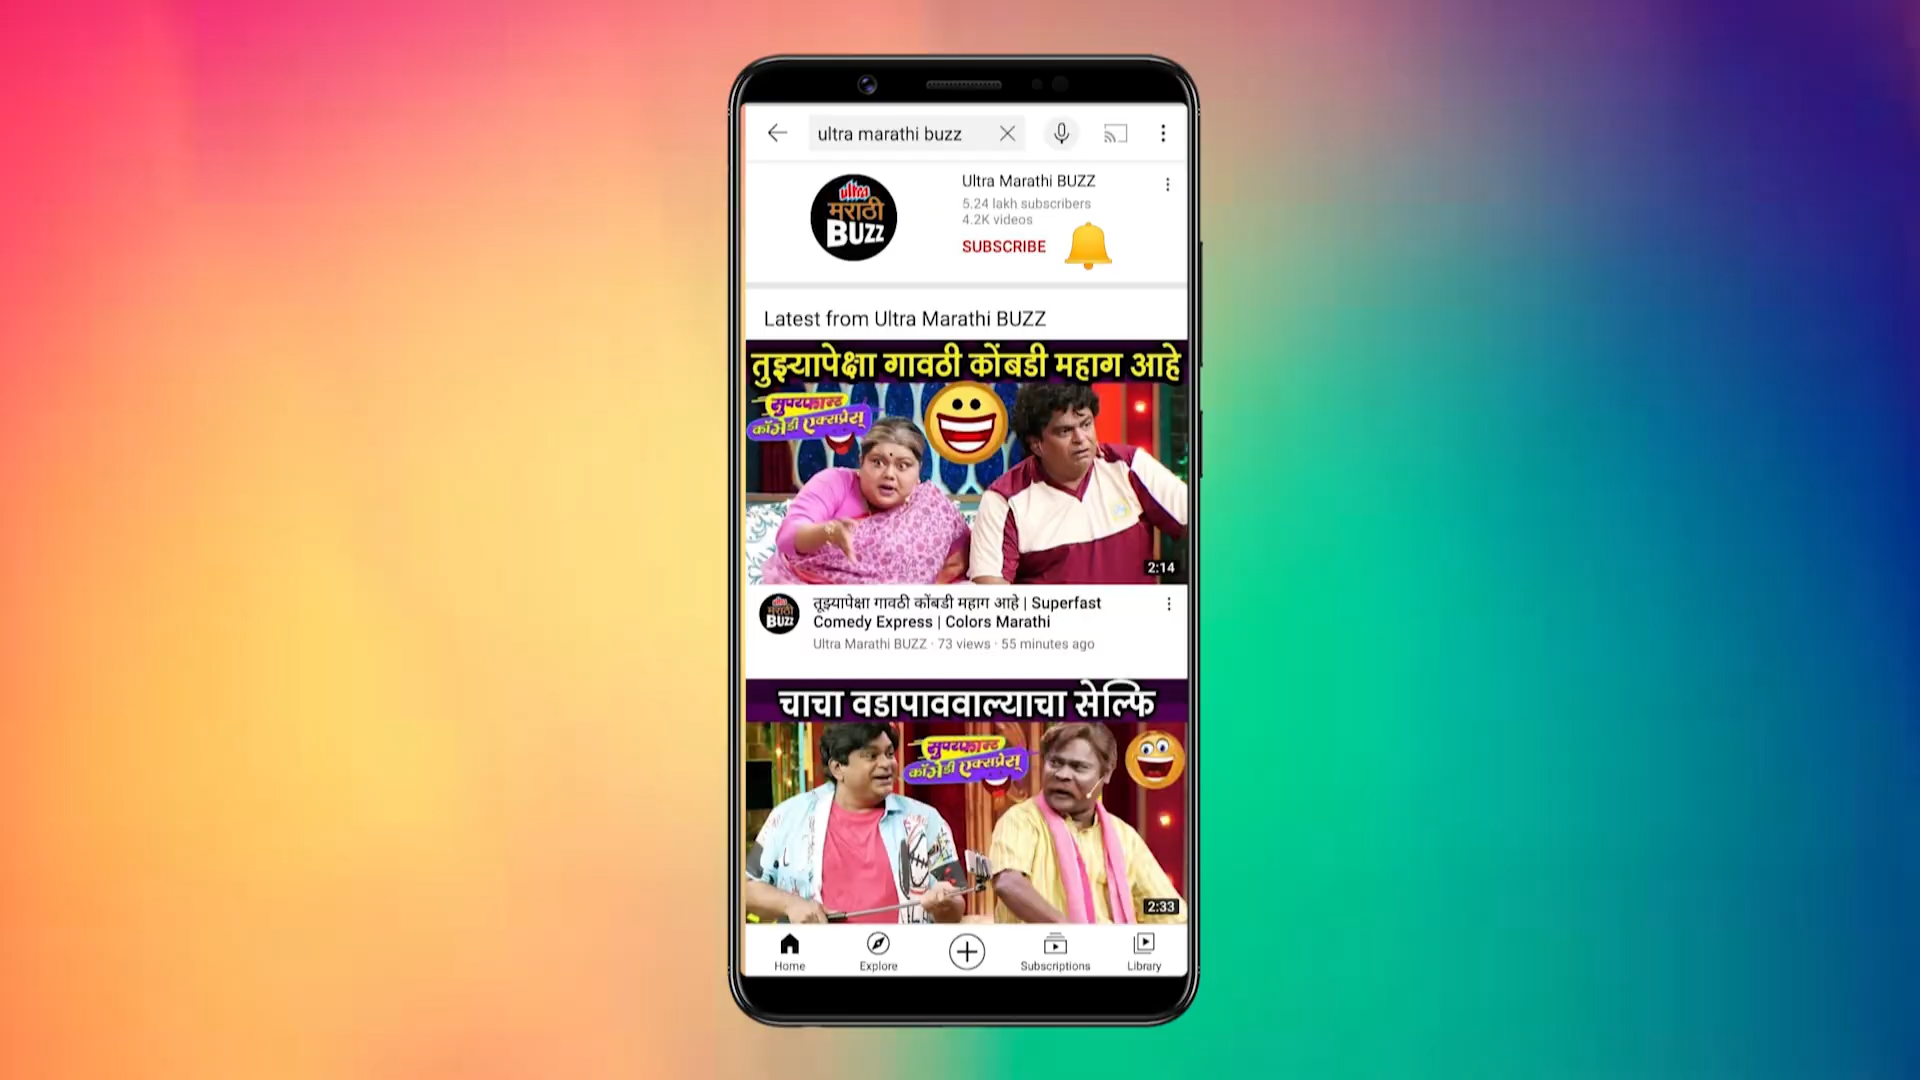 ultra marathi buzz
ultra
मराठी
BUZZ
Ultra Marathi BUZZ
5.24 lakh subscribers
4.2K videos
SUBSCRIBE
Latest from Ultra Marathi BUZZ
तुझ्यापेक्षा गावठी कोंबडी महाग आहे
सुपरफास्ट
कॉमेडी एक्सप्रेस्
2:14
ultra
मराठी
BUZZ
तूझ्यापेक्षा गावठी कोंबडी महाग आहे | Superfast
Comedy Express | Colors Marathi
Ultra Marathi BUZZ · 73 views · 55 minutes ago
चाचा वडापाववाल्याचा सेल्फि
सुपरफास्ट
कॉमेडी एक्सप्रेस्
2:33
Home
Explore
Subscriptions
Library